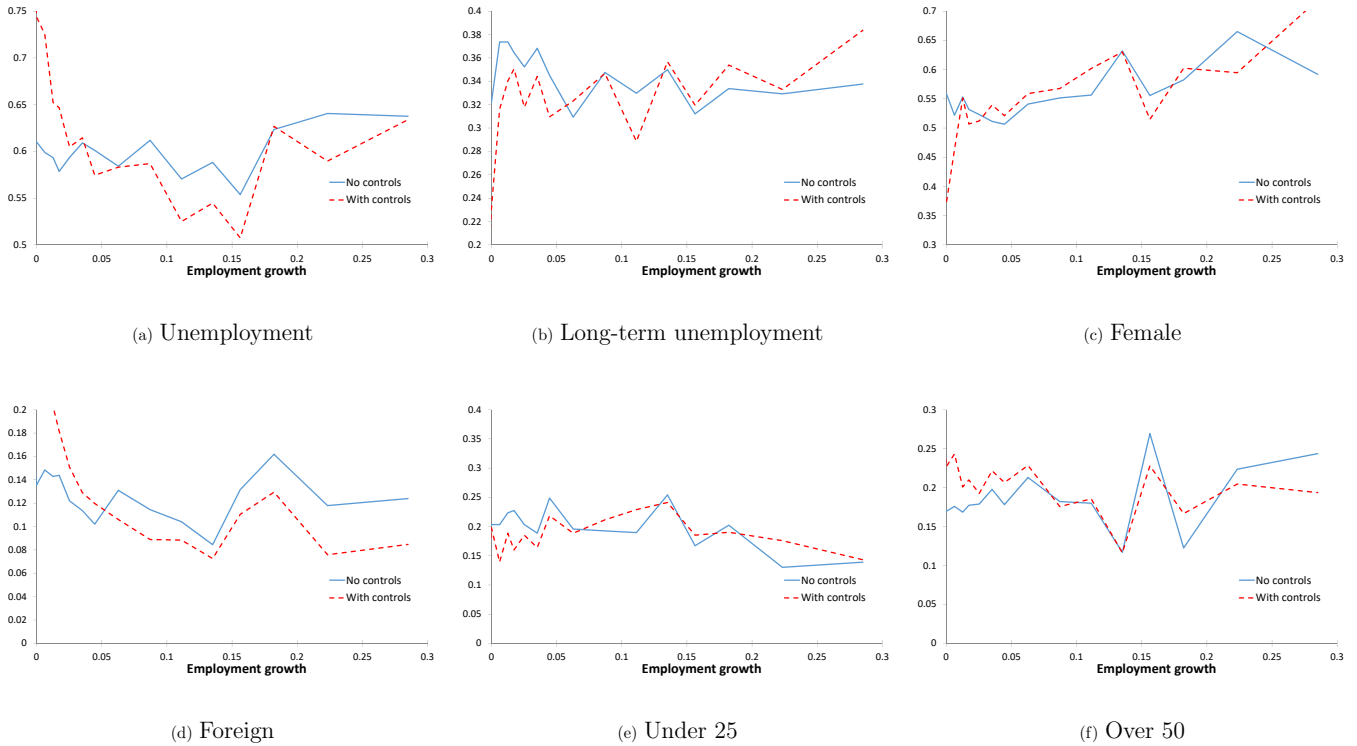 0.75
0.7
0.65
0.6
0.55
0.5
0 0.05 0.1 0.15 0.2 0.25 0.3
Employment growth
No controls
With controls
(a) Unemployment
0.4
0.38
0.36
0.34
0.32
0.3
0.28
0.26
0.24
0.22
0.2
0 0.05 0.1 0.15 0.2 0.25 0.3
Employment growth
No controls
With controls
(b) Long-term unemployment
0.7
0.65
0.6
0.55
0.5
0.45
0.4
0.35
0.3
0 0.05 0.1 0.15 0.2 0.25 0.3
Employment growth
No controls
With controls
(c) Female
0.2
0.18
0.16
0.14
0.12
0.1
0.08
0.06
0.04
0.02
0
0 0.05 0.1 0.15 0.2 0.25 0.3
Employment growth
No controls
With controls
(d) Foreign
0.4
0.35
0.3
0.25
0.2
0.15
0.1
0.05
0
0 0.05 0.1 0.15 0.2 0.25 0.3
Employment growth
No controls
With controls
(e) Under 25
0.3
0.25
0.2
0.15
0.1
0.05
0
0 0.05 0.1 0.15 0.2 0.25 0.3
Employment growth
No controls
With controls
(f) Over 50